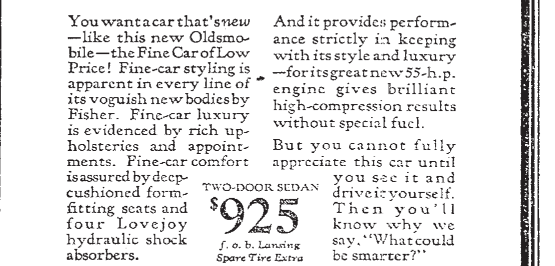 You want a car that's new
—like this new Oldsmo-
bile—the Fine Car of Low
Price! Fine-car styling is
apparent in every line of
its voguish new bodies by
Fisher. Fine-car luxury
is evidenced by rich up-
holsteries and appoint-
ments. Fine-car comfort
is assured by deep-
cushioned form-
fitting seats and
four Lovejoy
hydraulic shock
absorbers.
TWO-DOOR SEDAN
$925
f. o. b. Lansing
Spare Tire Extra
And it provides perform-
ance strictly in keeping
with its style and luxury
—for its great new 55-h.p.
engine gives brilliant
high-compression results
without special fuel.
But you cannot fully
appreciate this car until
you see it and
drive it yourself.
Then you'll
know why we
say, "What could
be smarter?"